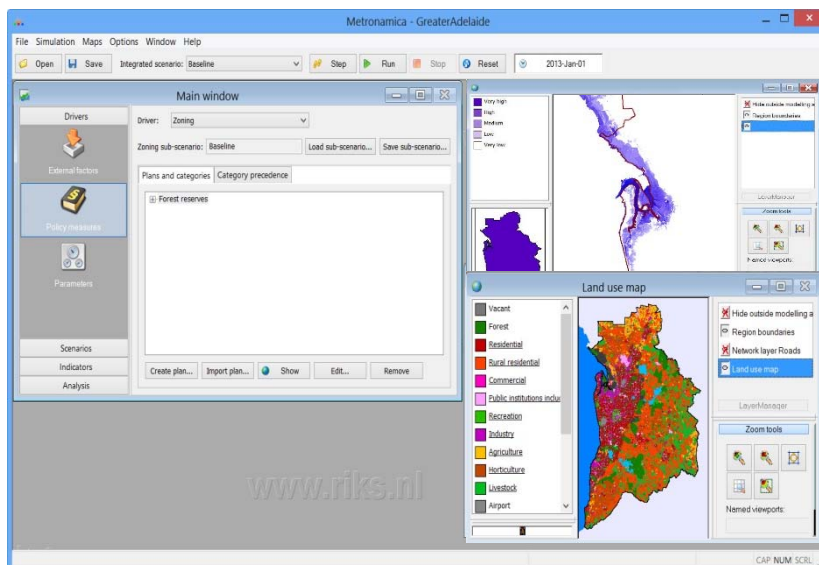 Metronamica - GreaterAdelaide
File Simulation Maps Options Window Help
Open Save Integrated scenario: Baseline Step Run Stop Reset 2013-Jan-01
Main window
Drivers
External factors
Policy measures
Parameters
Scenarios
Indicators
Analysis
Driver: Zoning
Zoning sub-scenario: Baseline Load sub-scenario... Save sub-scenario...
Plans and categories Category precedence
Forest reserves
Create plan... Import plan... Show Edit... Remove
Very high
High
Medium
Low
Very low
Hide outside modelling a
Region boundaries
LayerManager
Zoom tools
Named viewports:
Land use map
Vacant
Forest
Residential
Rural residential
Commercial
Public institutions inclu
Recreation
Industry
Agriculture
Horticulture
Livestock
Airport
Hide outside modelling a
Region boundaries
Network layer Roads
Land use map
LayerManager
Zoom tools
Named viewports:
www.riks.nl
CAP NUM SCRL